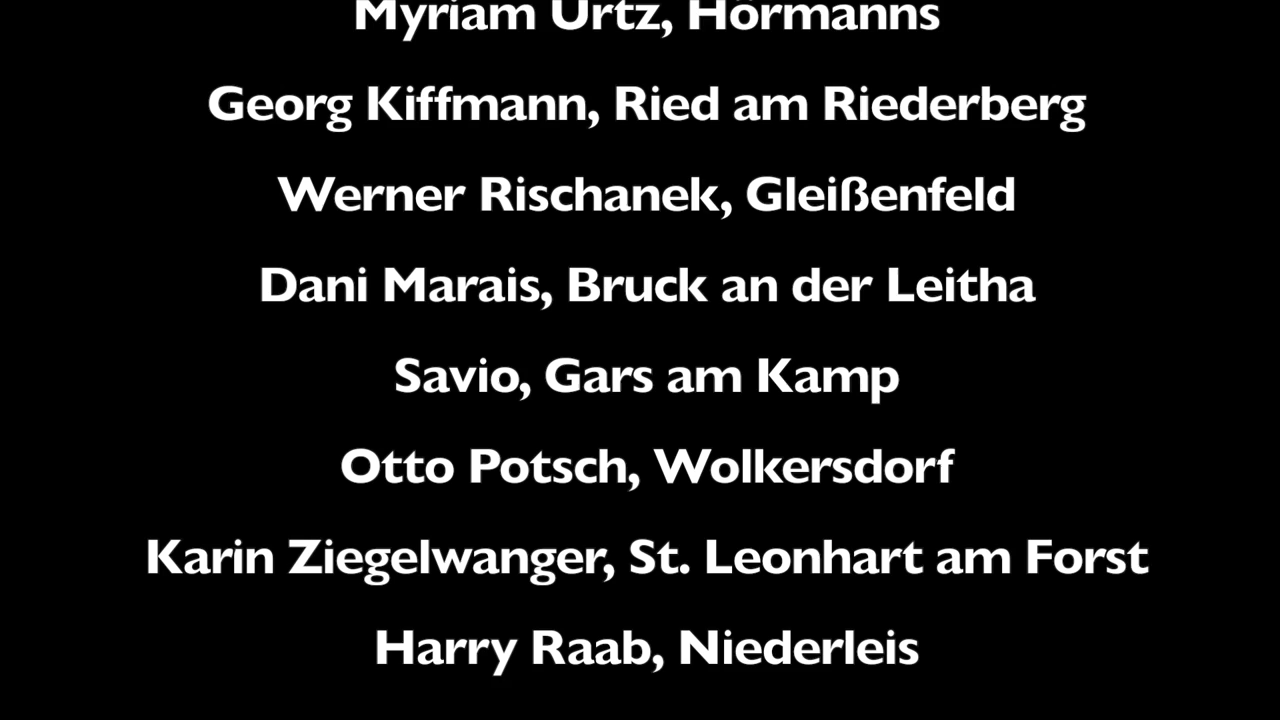 Myriam Urtz, Hörmanns
Georg Kiffmann, Ried am Riederberg
Werner Rischanek, Gleißenfeld
Dani Marais, Bruck an der Leitha
Savio, Gars am Kamp
Otto Potsch, Wolkersdorf
Karin Ziegelwanger, St. Leonhart am Forst
Harry Raab, Niederleis